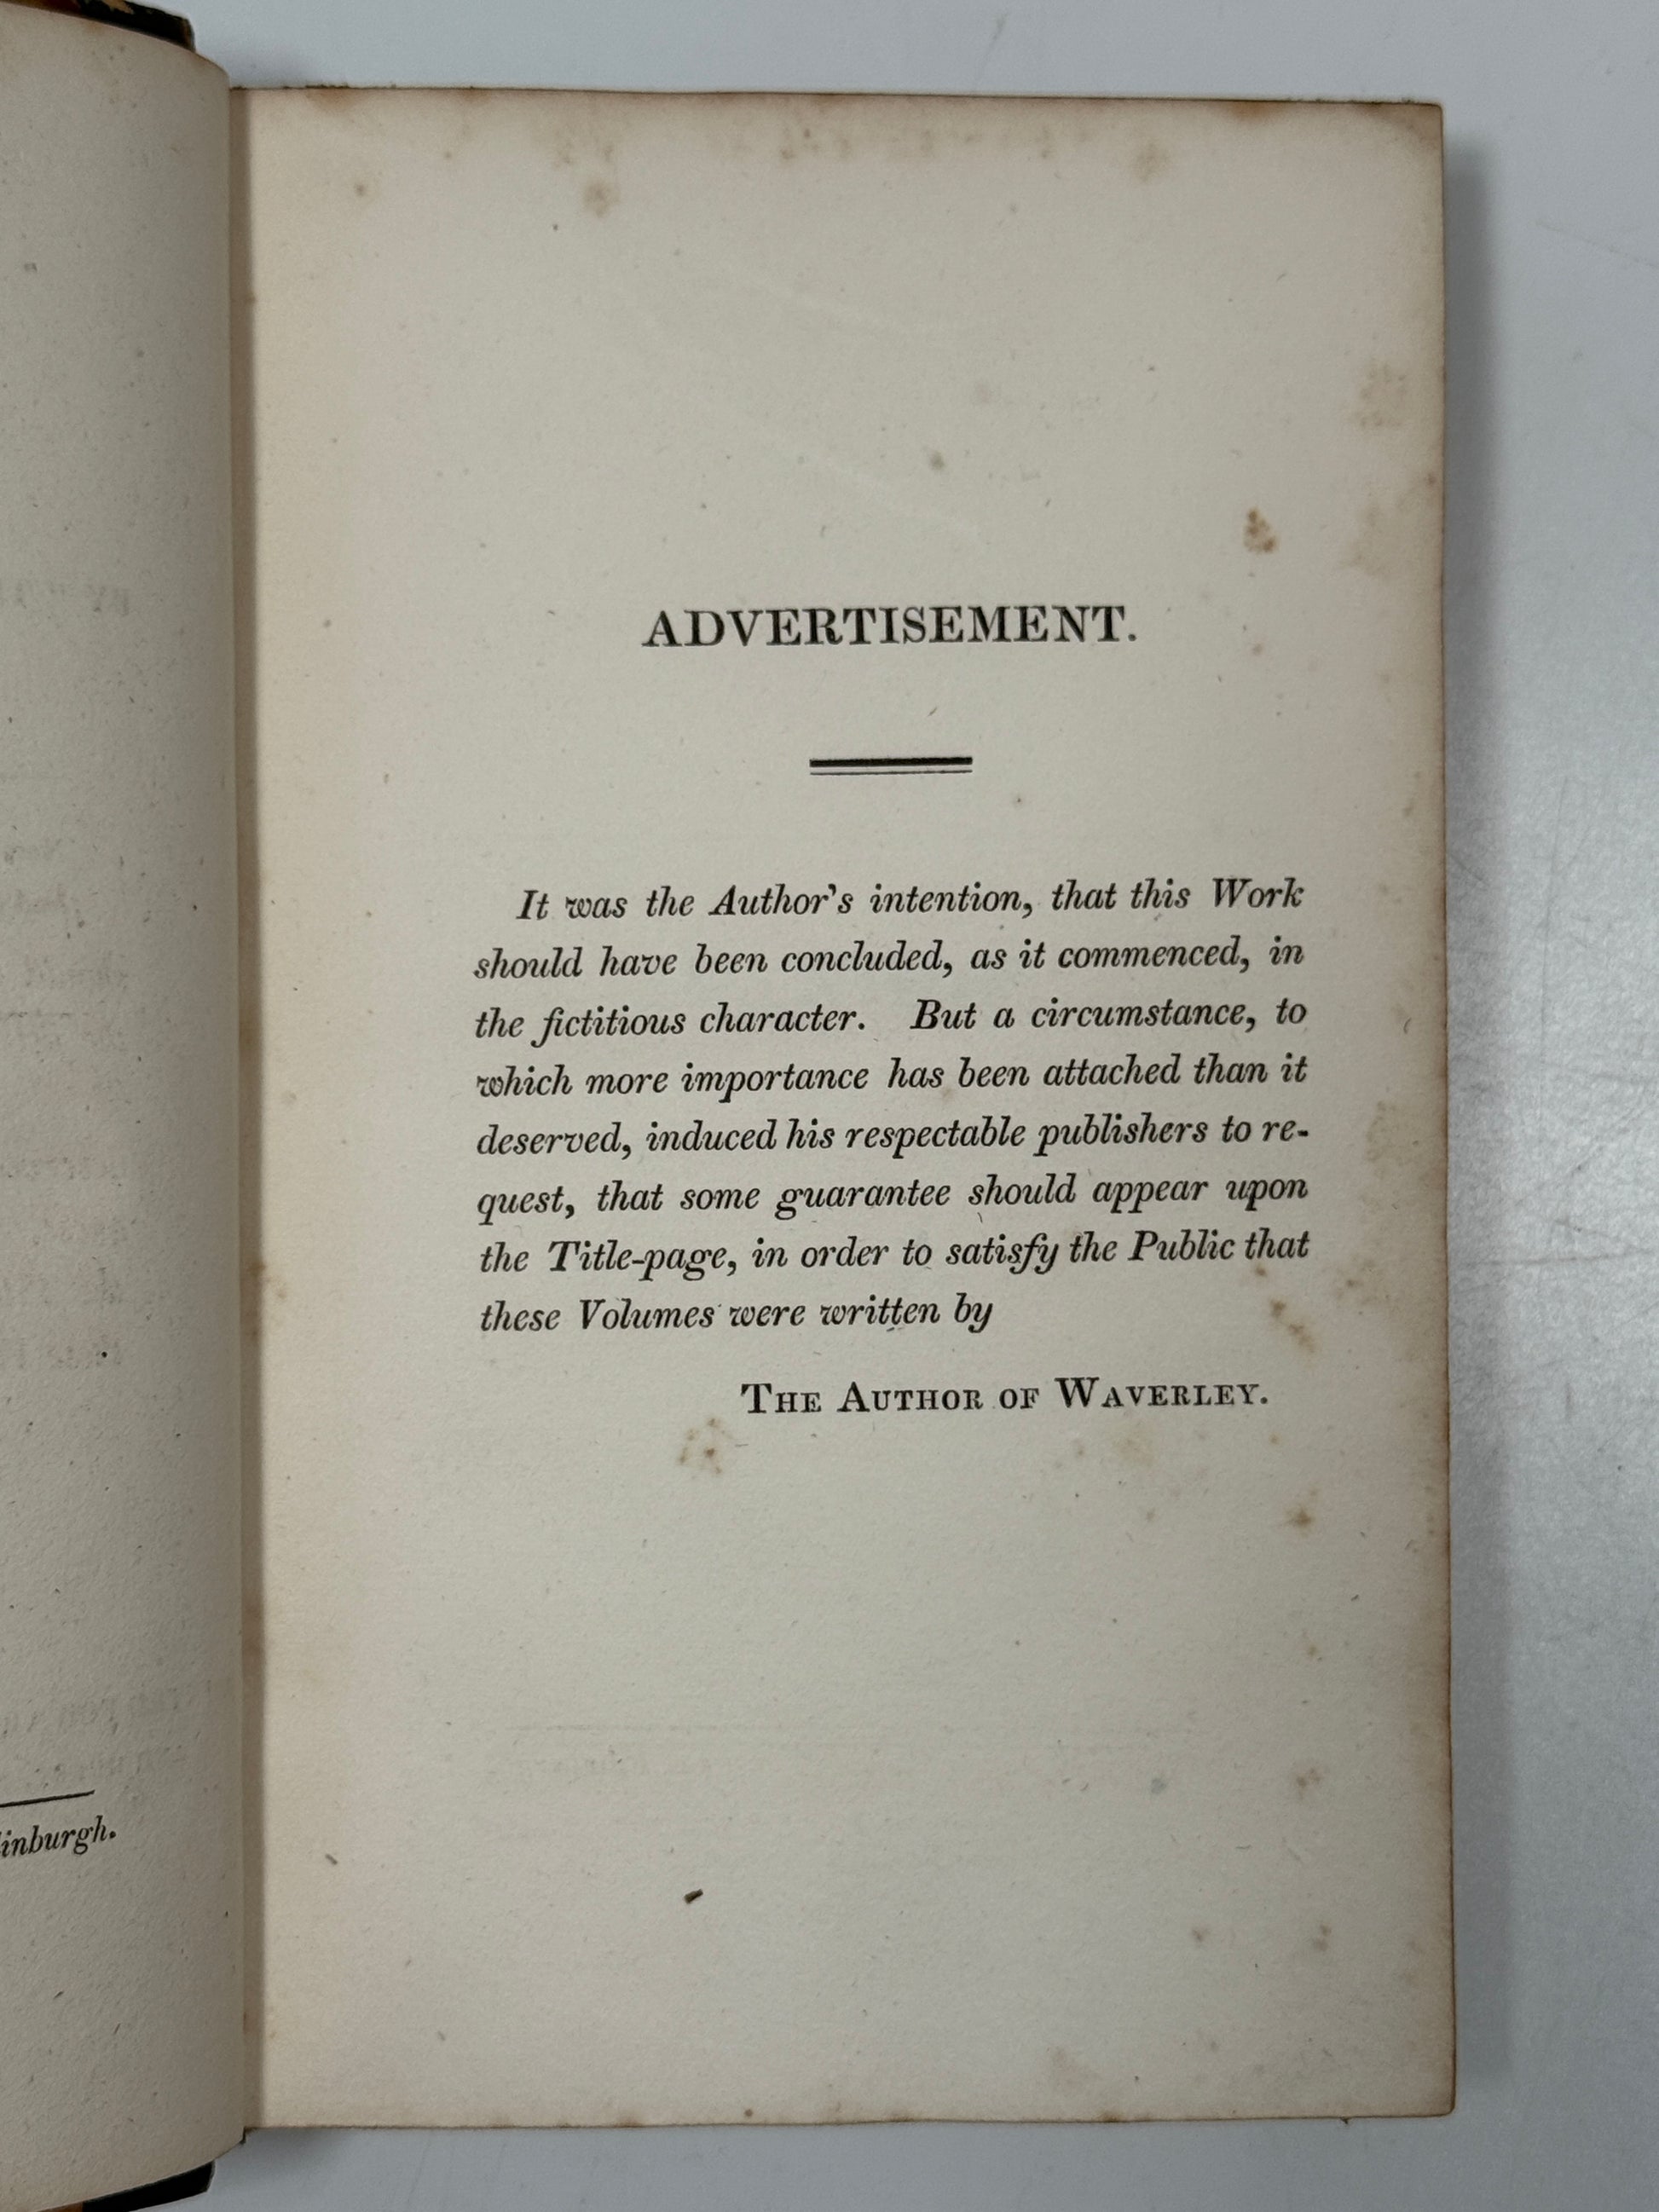 ADVERTISEMENT.
It was the Author's intention, that this Work
should have been concluded, as it commenced, in
the fictitious character. But a circumstance, to
which more importance has been attached than it
deserved, induced his respectable publishers to re-
quest, that some guarantee should appear upon
the Title-page, in order to satisfy the Public that
these Volumes were written by
THE AUTHOR OF WAVERLEY.
inburgh.